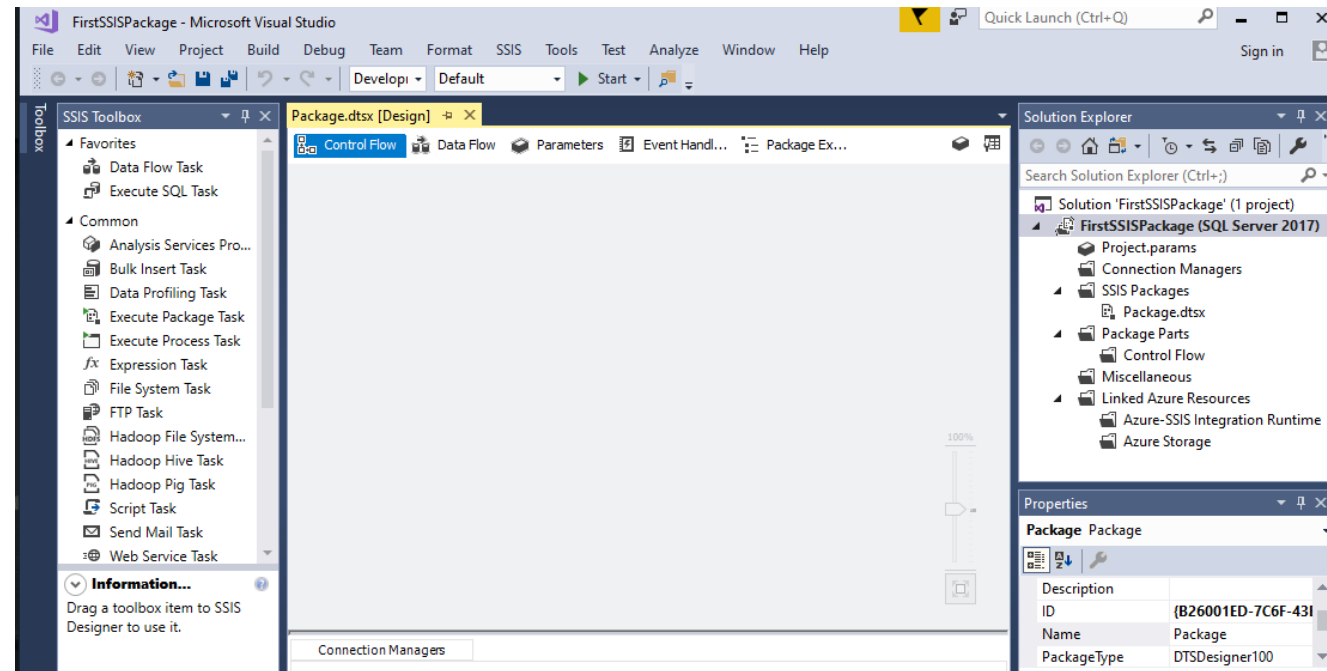 FirstSSISPackage - Microsoft Visual Studio
Quick Launch (Ctrl+Q)
File Edit View Project Build Debug Team Format SSIS Tools Test Analyze Window Help
Sign in
Develop Default Start
Toolbox
SSIS Toolbox
Favorites
Data Flow Task
Execute SQL Task
Common
Analysis Services Pro...
Bulk Insert Task
Data Profiling Task
Execute Package Task
Execute Process Task
fx Expression Task
File System Task
FTP Task
Hadoop File System...
Hadoop Hive Task
Hadoop Pig Task
Script Task
Send Mail Task
Web Service Task
Information...
Drag a toolbox item to SSIS
Designer to use it.
Package.dtsx [Design]
Control Flow Data Flow Parameters Event Handl... Package Ex...
100%
Connection Managers
Solution Explorer
Search Solution Explorer (Ctrl+;)
Solution 'FirstSSISPackage' (1 project)
FirstSSISPackage (SQL Server 2017)
Project.params
Connection Managers
SSIS Packages
Package.dtsx
Package Parts
Control Flow
Miscellaneous
Linked Azure Resources
Azure-SSIS Integration Runtime
Azure Storage
Properties
Package Package
Description
ID {B26001ED-7C6F-43
Name Package
PackageType DTSDesigner100